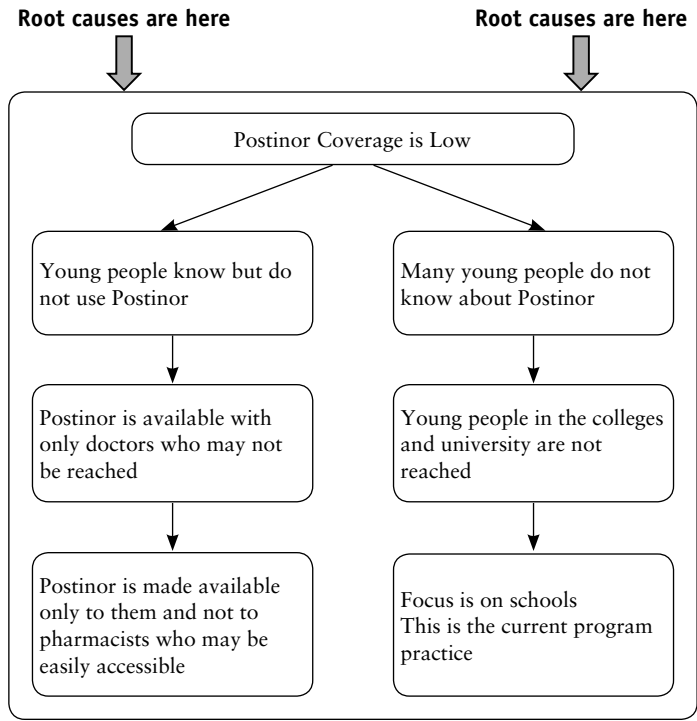 Root causes are here
Root causes are here
Postinor Coverage is Low
Young people know but do
not use Postinor
Many young people do not
know about Postinor
Postinor is available with
only doctors who may not
be reached
Young people in the colleges
and university are not
reached
Postinor is made available
only to them and not to
pharmacists who may be
easily accessible
Focus is on schools
This is the current program
practice